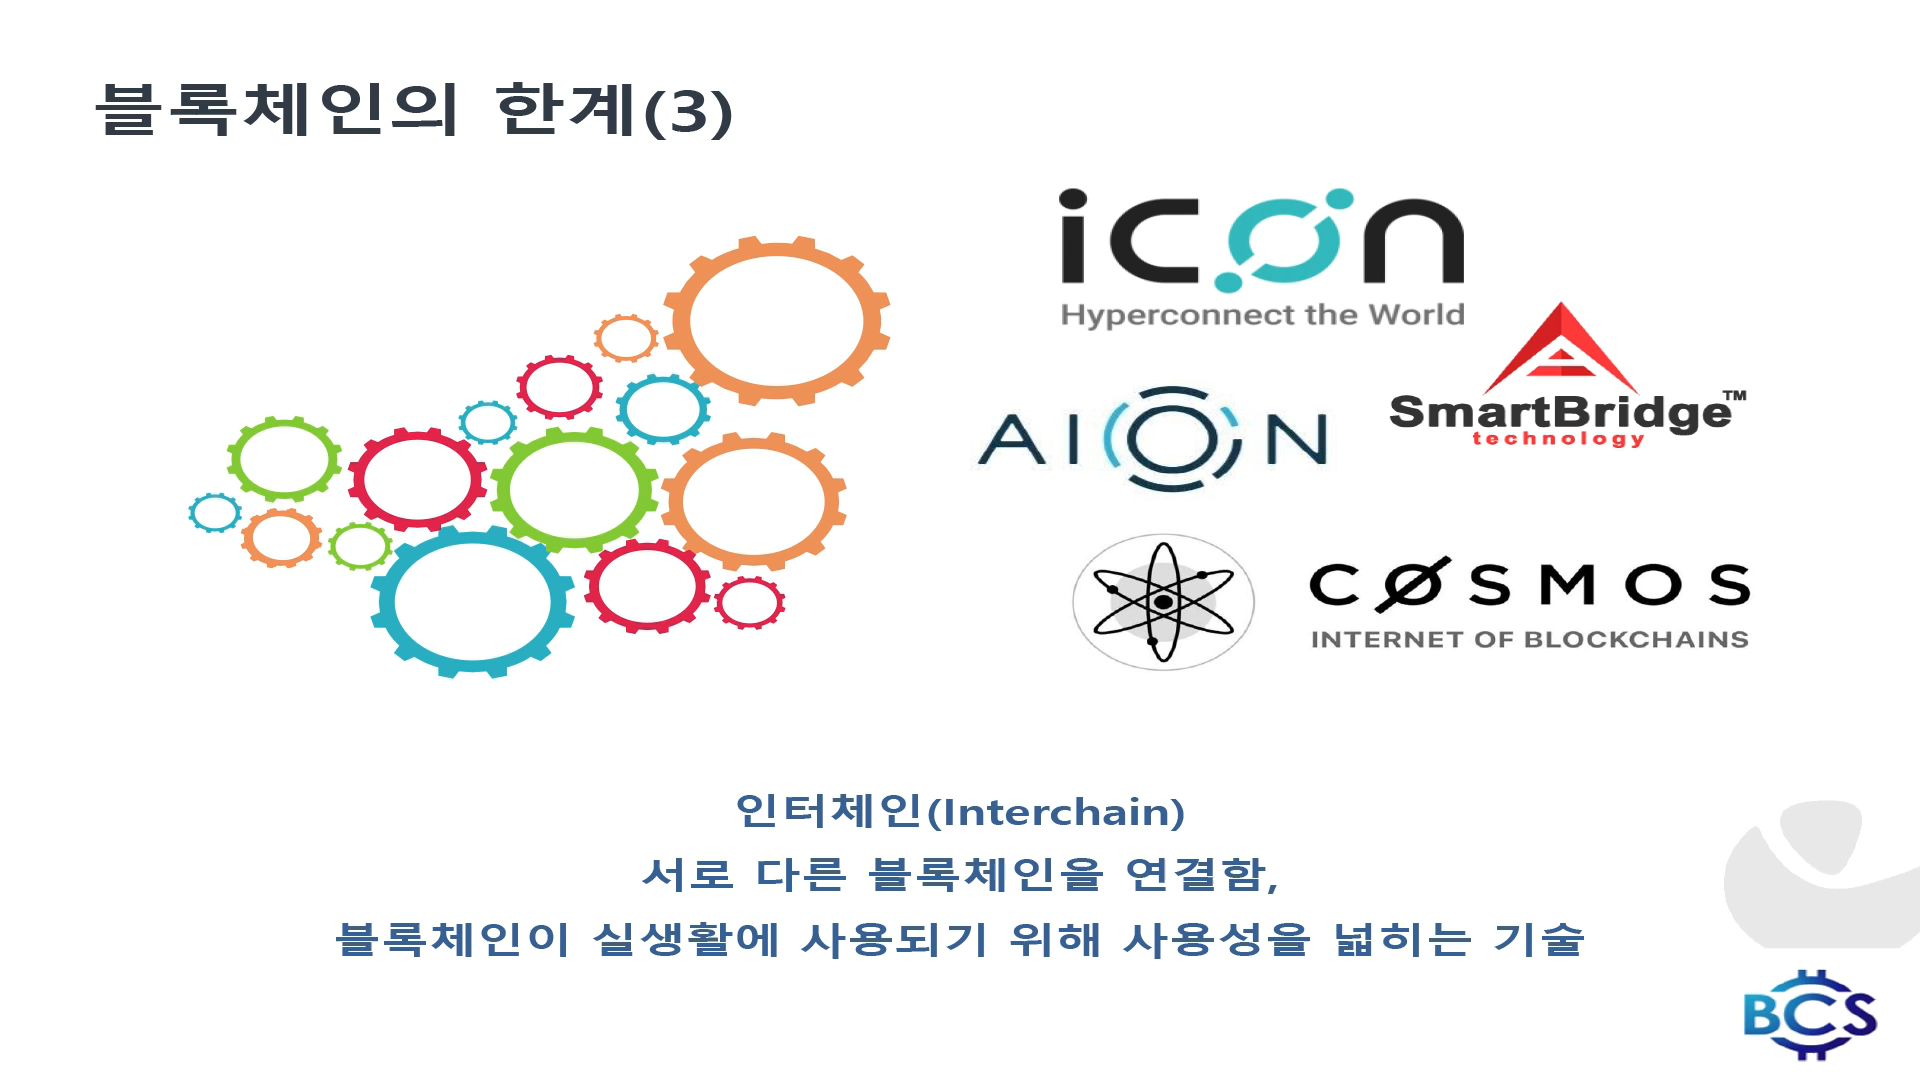 블록체인의 한계(3)
icon
Hyperconnect the World
SmartBridge™
technology
AION
COSMOS
INTERNET OF BLOCKCHAINS
인터체인(Interchain)
서로 다른 블록체인을 연결함,
블록체인이 실생활에 사용되기 위해 사용성을 넓히는 기술
BCS